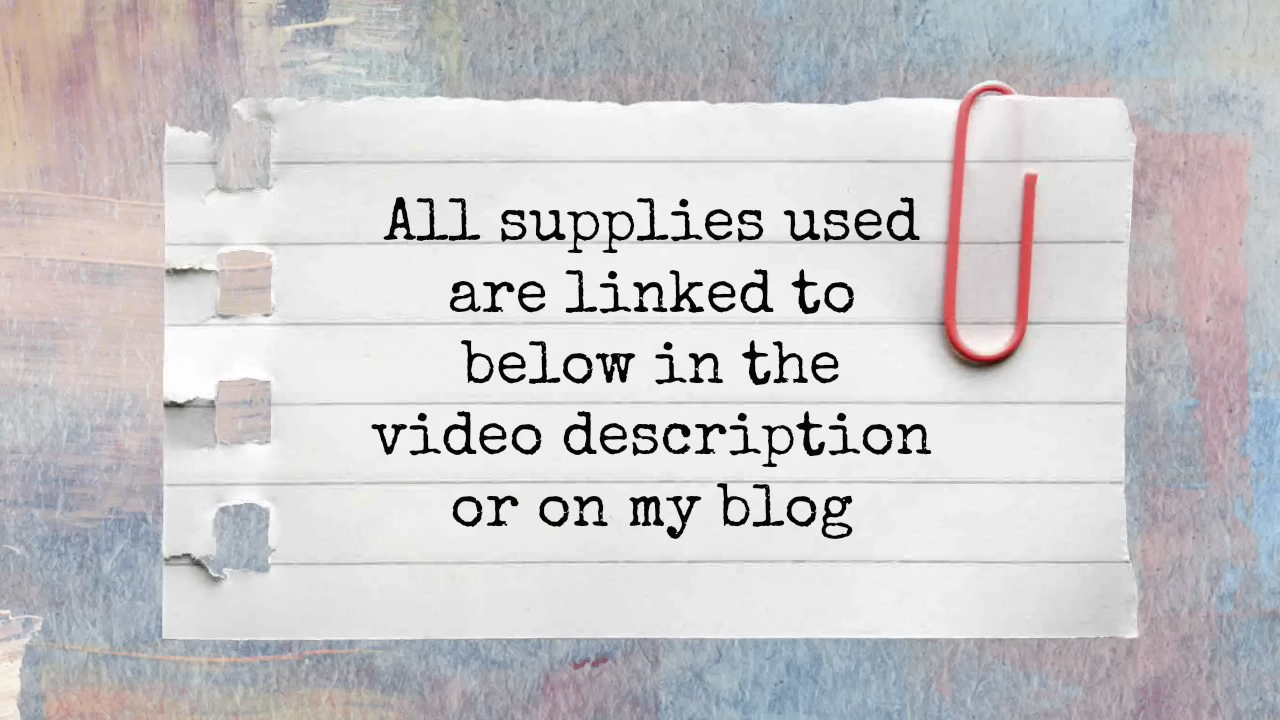 All supplies used
are linked to
below in the
video description
or on my blog